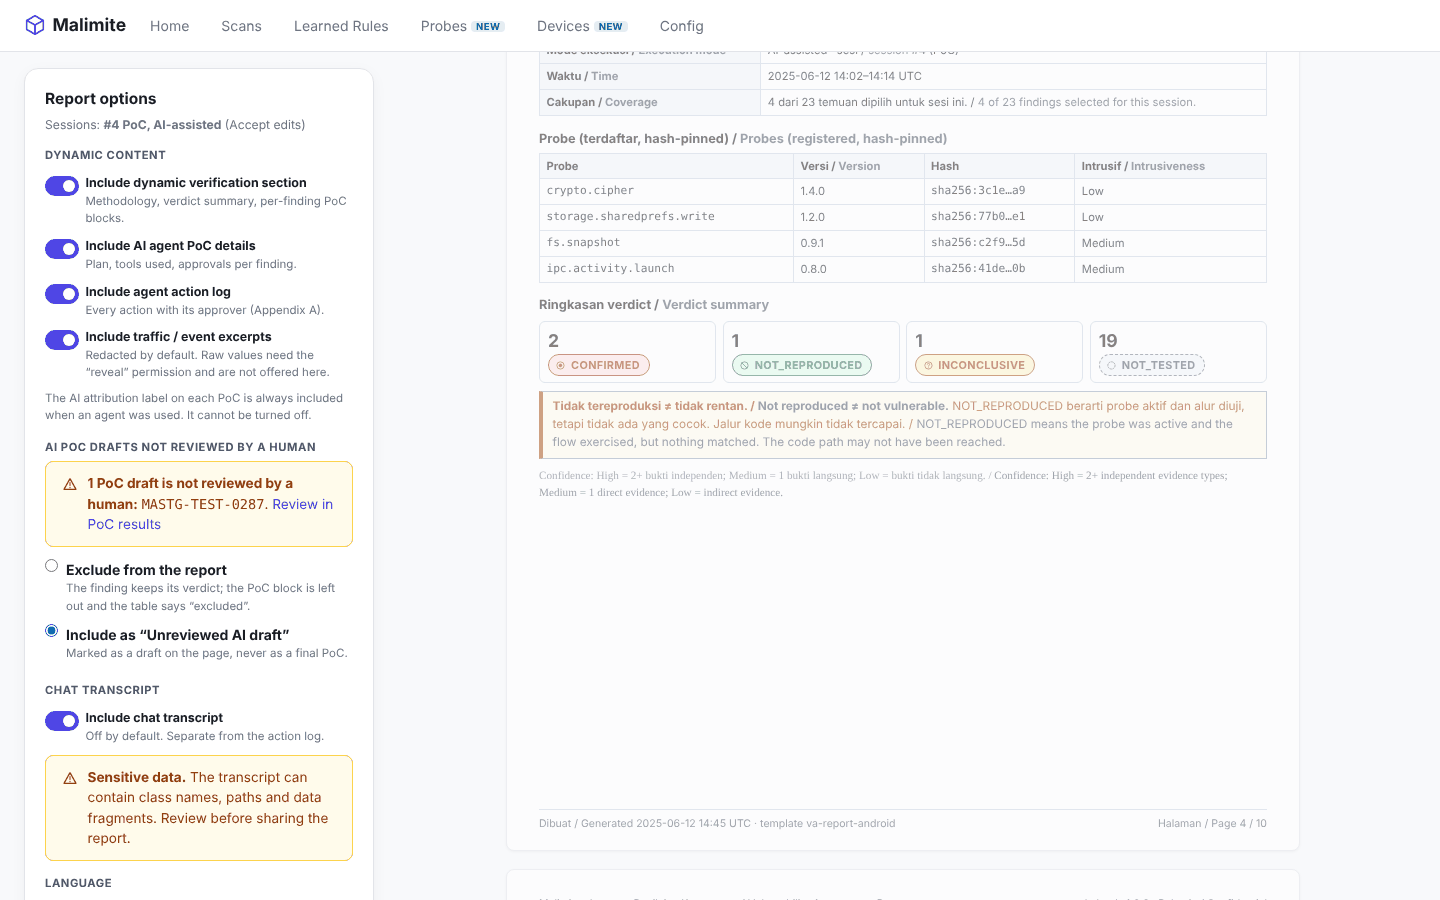 Malimite
Home
Scans
Learned Rules
Probes NEW
Devices NEW
Config
Report options
Sessions: #4 PoC, AI-assisted (Accept edits)
DYNAMIC CONTENT
Include dynamic verification section
Methodology, verdict summary, per-finding PoC
blocks.
Include AI agent PoC details
Plan, tools used, approvals per finding.
Include agent action log
Every action with its approver (Appendix A).
Include traffic / event excerpts
Redacted by default. Raw values need the
“reveal” permission and are not offered here.
The AI attribution label on each PoC is always included
when an agent was used. It cannot be turned off.
AI POC DRAFTS NOT REVIEWED BY A HUMAN
1 PoC draft is not reviewed by a
human: MASTG-TEST-0287. Review in
PoC results
Exclude from the report
The finding keeps its verdict; the PoC block is left
out and the table says “excluded”.
Include as “Unreviewed AI draft”
Marked as a draft on the page, never as a final PoC.
CHAT TRANSCRIPT
Include chat transcript
Off by default. Separate from the action log.
Sensitive data. The transcript can
contain class names, paths and data
fragments. Review before sharing the
report.
LANGUAGE
Waktu / Time
2025-06-12 14:02–14:14 UTC
Cakupan / Coverage
4 dari 23 temuan dipilih untuk sesi ini. / 4 of 23 findings selected for this session.
Probe (terdaftar, hash-pinned) / Probes (registered, hash-pinned)
Probe
Versi / Version
Hash
Intrusif / Intrusiveness
crypto.cipher
1.4.0
sha256:3c1e…a9
Low
storage.sharedprefs.write
1.2.0
sha256:77b0…e1
Low
fs.snapshot
0.9.1
sha256:c2f9…5d
Medium
ipc.activity.launch
0.8.0
sha256:41de…0b
Medium
Ringkasan verdict / Verdict summary
2
CONFIRMED
1
NOT_REPRODUCED
1
INCONCLUSIVE
19
NOT_TESTED
Tidak tereproduksi ≠ tidak rentan. / Not reproduced ≠ not vulnerable. NOT_REPRODUCED berarti probe aktif dan alur diuji,
tetapi tidak ada yang cocok. Jalur kode mungkin tidak tercapai. / NOT_REPRODUCED means the probe was active and the
flow exercised, but nothing matched. The code path may not have been reached.
Confidence: High = 2+ bukti independen; Medium = 1 bukti langsung; Low = bukti tidak langsung. / Confidence: High = 2+ independent evidence types;
Medium = 1 direct evidence; Low = indirect evidence.
Dibuat / Generated 2025-06-12 14:45 UTC · template va-report-android
Halaman / Page 4 / 10